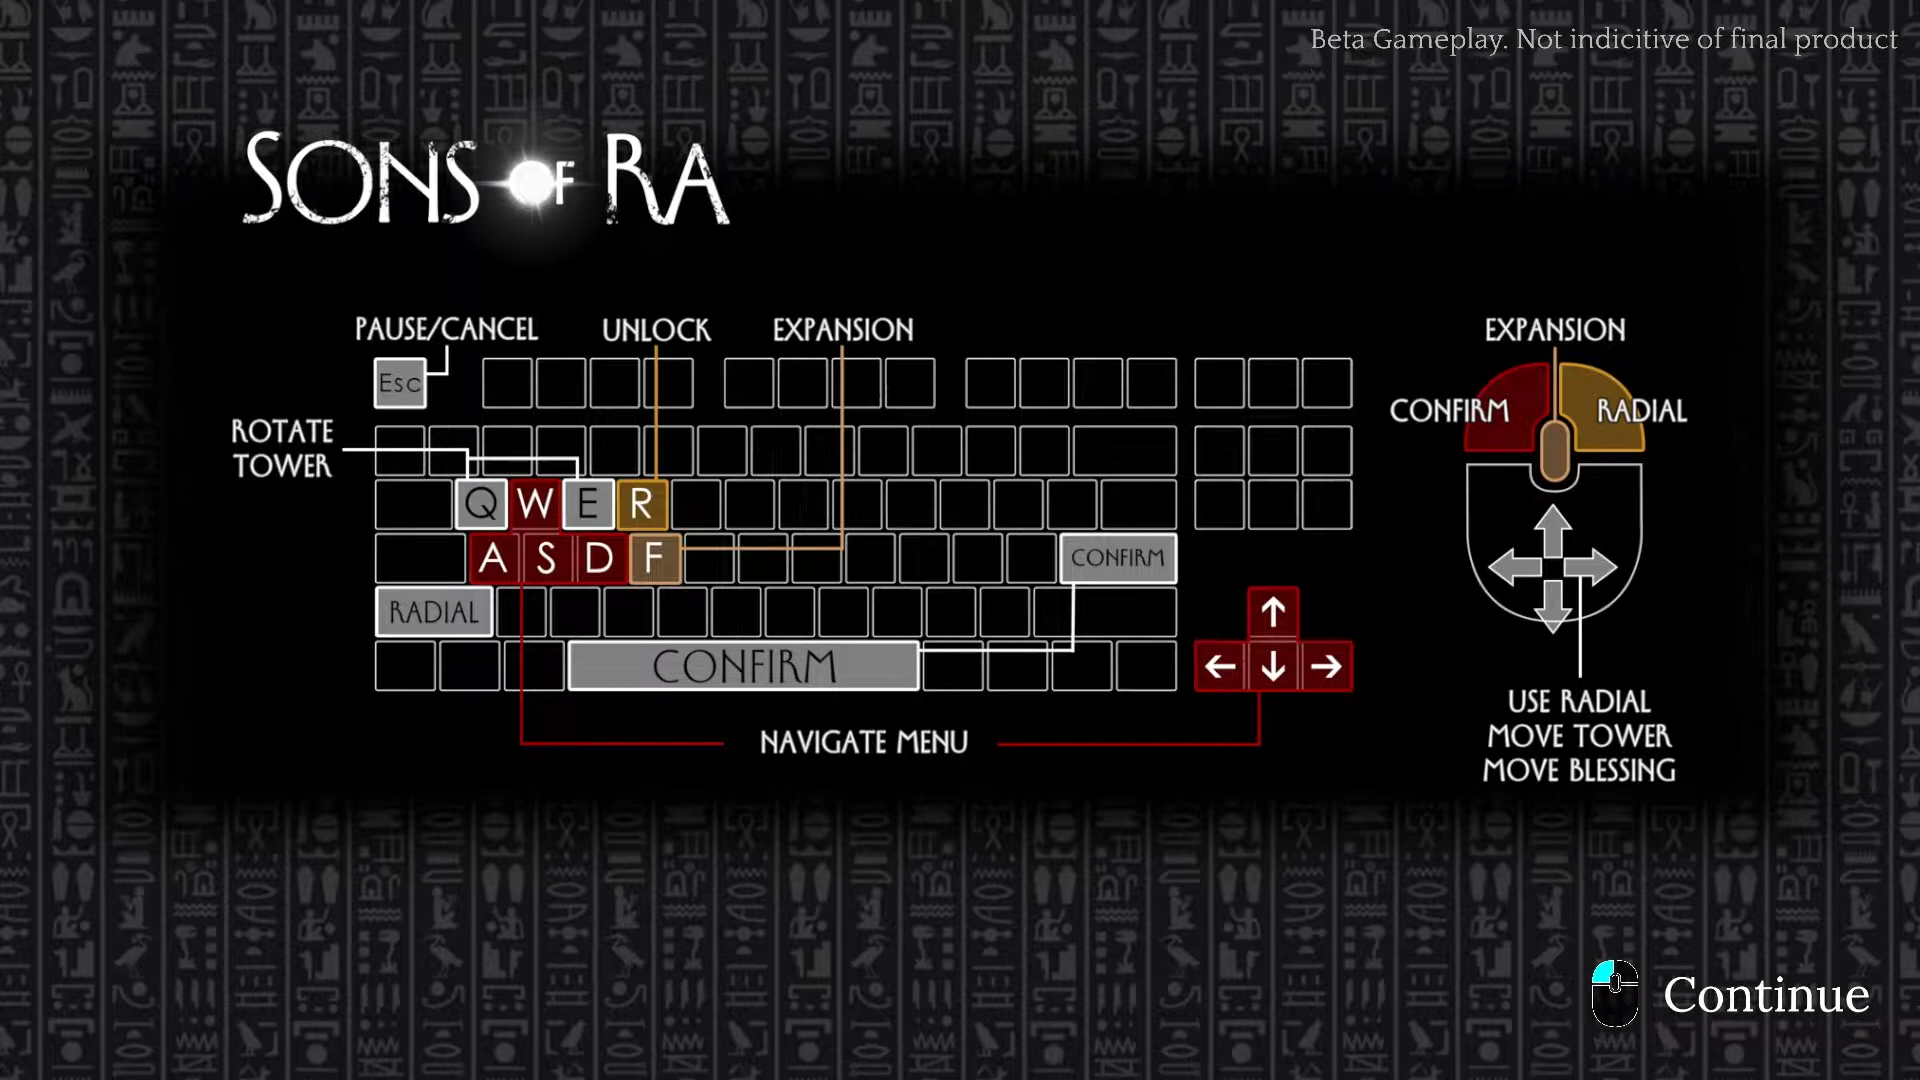 Beta Gameplay. Not indicitive of final product
SONS OF RA
PAUSE/CANCEL
UNLOCK
EXPANSION
EXPANSION
Esc
CONFIRM
RADIAL
ROTATE
TOWER
Q W E R
A S D F
CONFIRM
RADIAL
↑
CONFIRM
← ↓ →
USE RADIAL
MOVE TOWER
MOVE BLESSING
NAVIGATE MENU
Continue